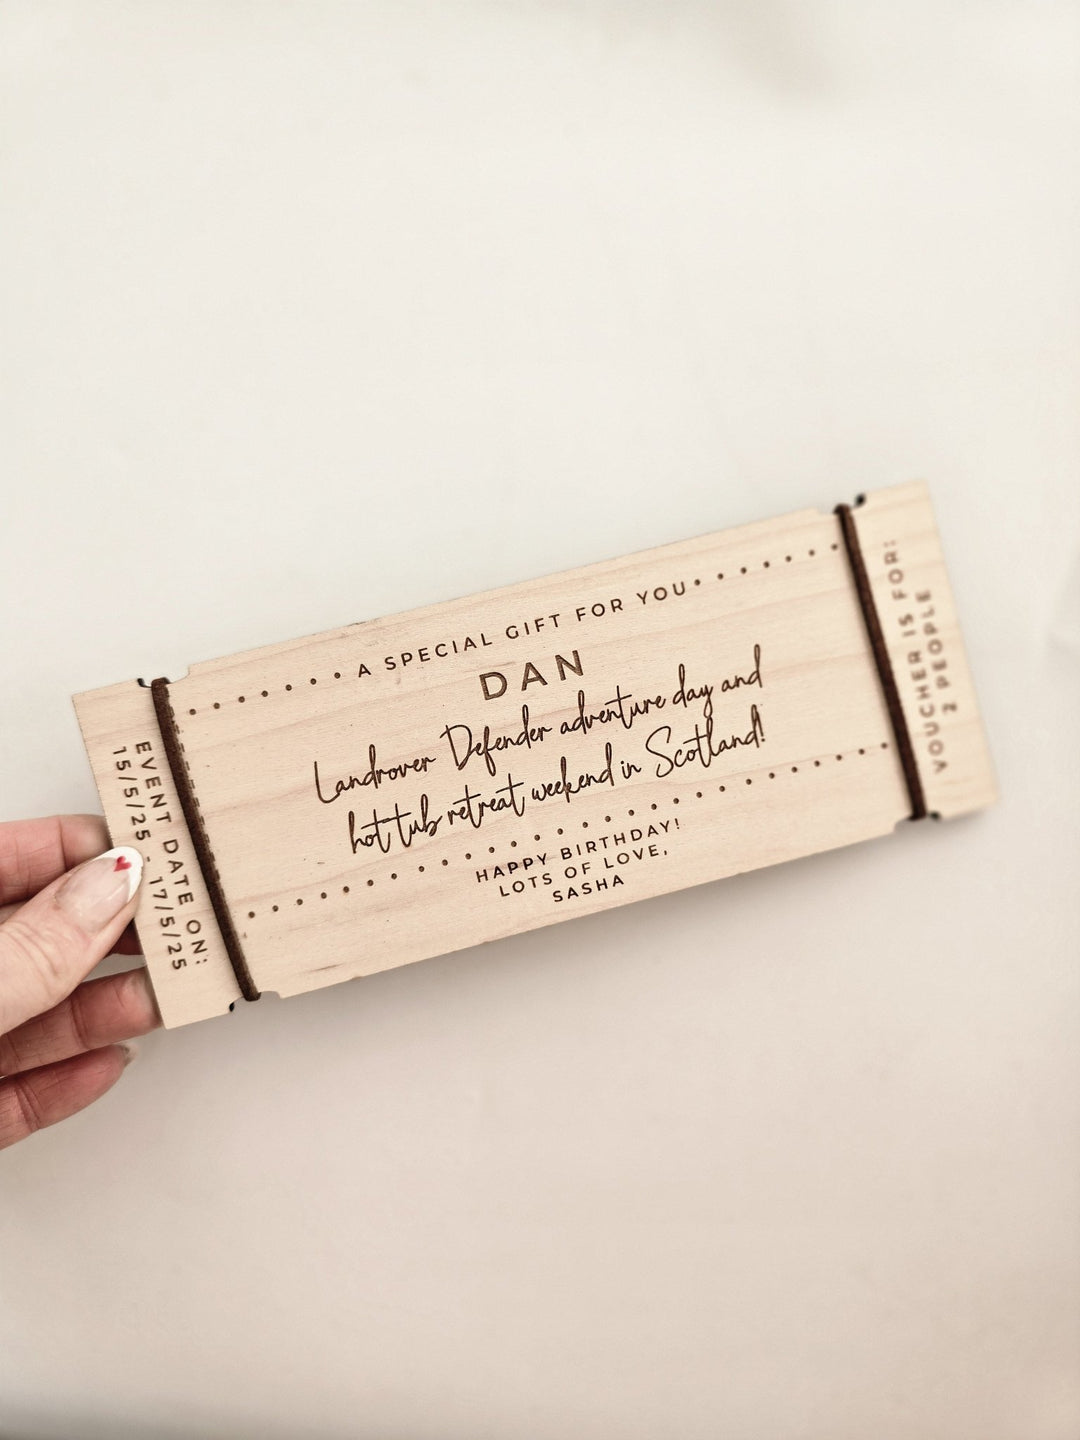 A SPECIAL GIFT FOR YOU
DAN
Landrover Defender adventure day and
hot tub retreat weekend in Scotland!
HAPPY BIRTHDAY!
LOTS OF LOVE,
SASHA
EVENT DATE ON:
15/5/25 - 17/5/25
VOUCHER IS FOR:
2 PEOPLE